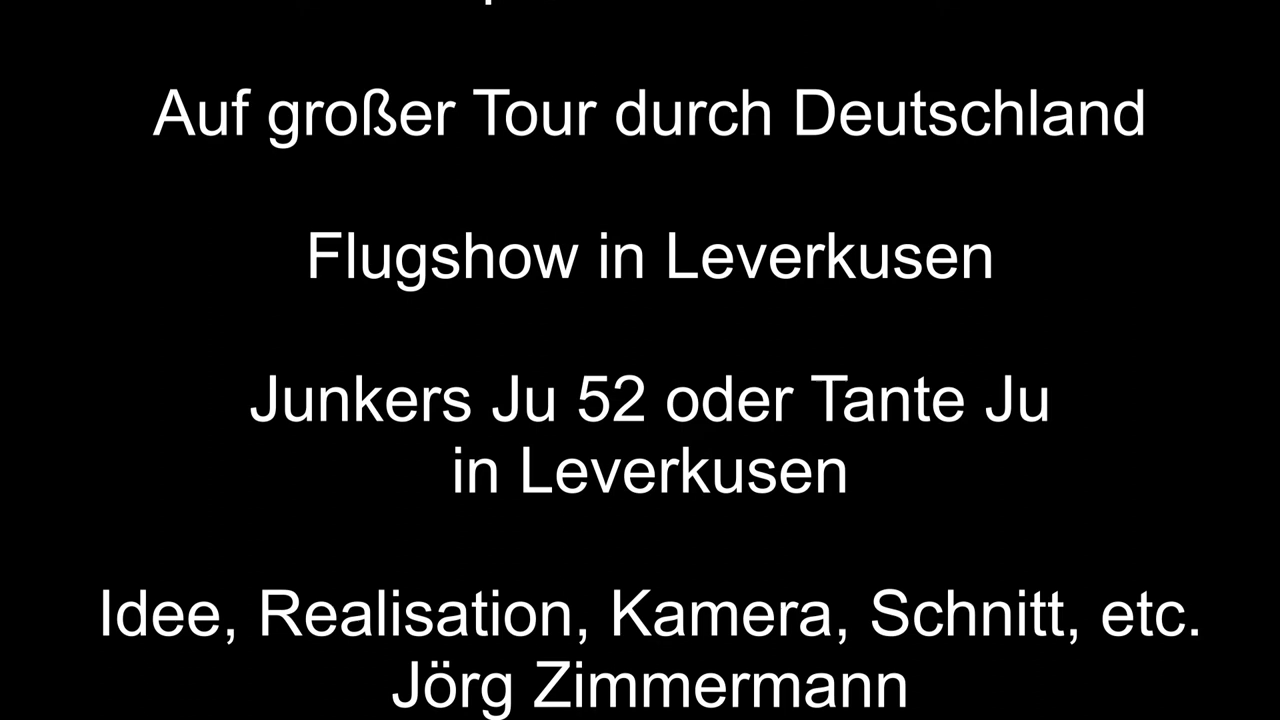 Auf großer Tour durch Deutschland
Flugshow in Leverkusen
Junkers Ju 52 oder Tante Ju
in Leverkusen
Idee, Realisation, Kamera, Schnitt, etc.
Jörg Zimmermann